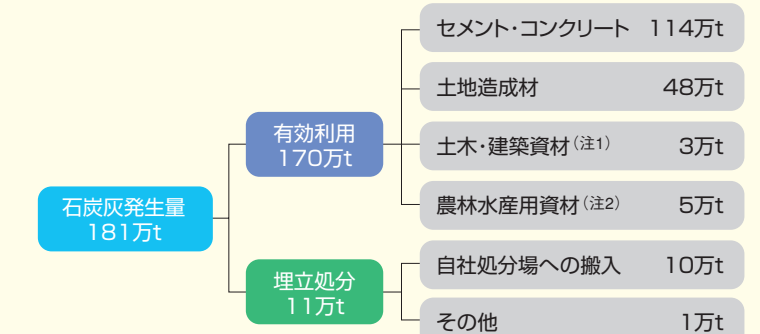 セメント・コンクリート 114万t
土地造成材 48万t
有効利用
170万t
土木・建築資材(注1) 3万t
農林水産用資材(注2) 5万t
石炭灰発生量
181万t
自社処分場への搬入 10万t
埋立処分
11万t
その他 1万t